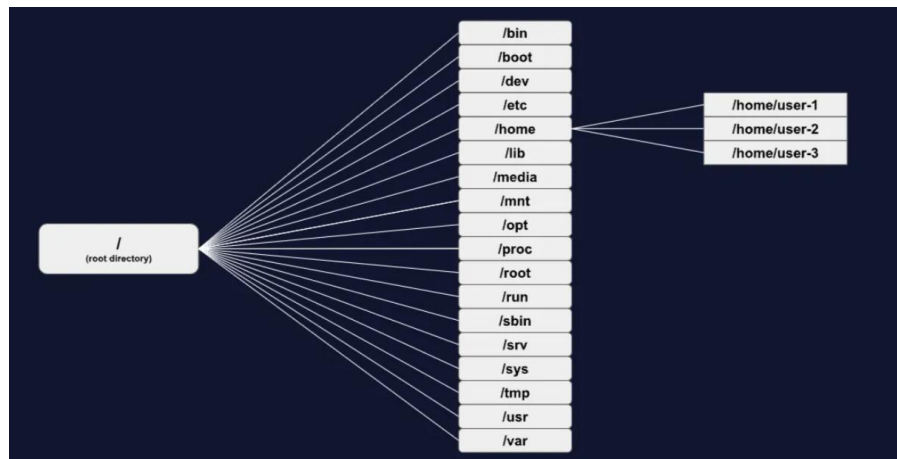 /
(root directory)
/bin
/boot
/dev
/etc
/home
/lib
/media
/mnt
/opt
/proc
/root
/run
/sbin
/srv
/sys
/tmp
/usr
/var
/home/user-1
/home/user-2
/home/user-3